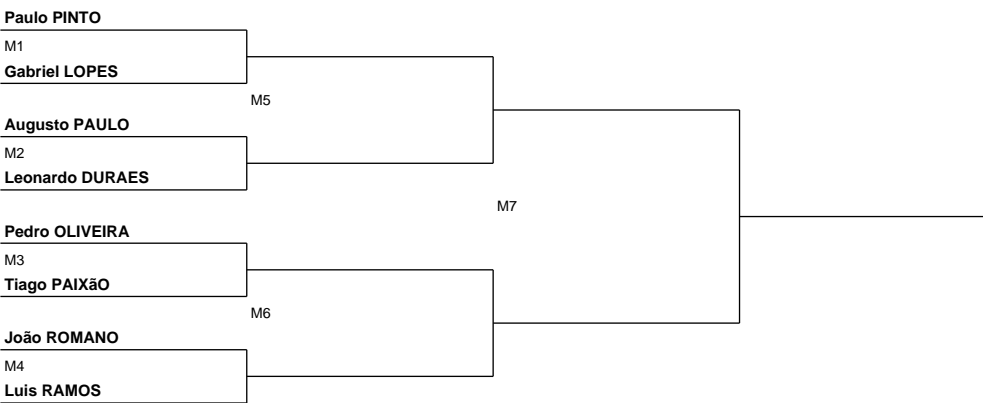 Paulo PINTO
M1
Gabriel LOPES
M5
Augusto PAULO
M2
Leonardo DURAES
M7
Pedro OLIVEIRA
M3
Tiago PAIXãO
M6
João ROMANO
M4
Luis RAMOS